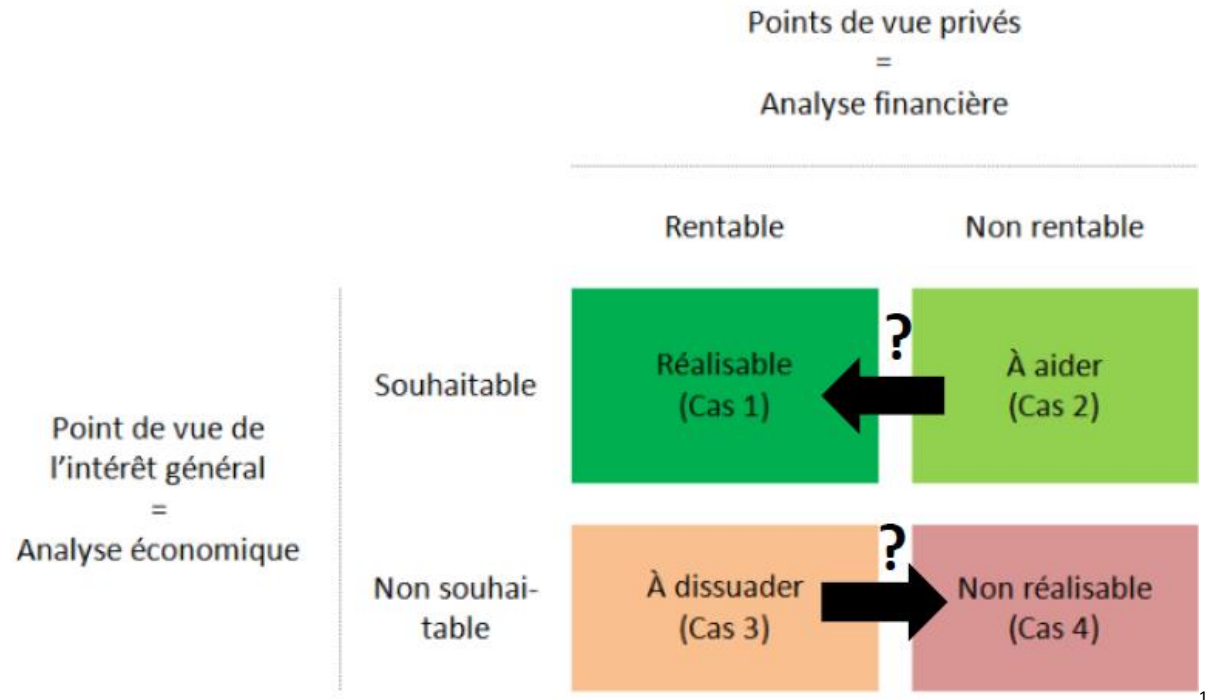 Points de vue privés
=
Analyse financière
Rentable
Non rentable
Point de vue de
l'intérêt général
=
Analyse économique
Souhaitable
Réalisable
(Cas 1)
?
À aider
(Cas 2)
Non souhai-
table
À dissuader
(Cas 3)
?
Non réalisable
(Cas 4)
1